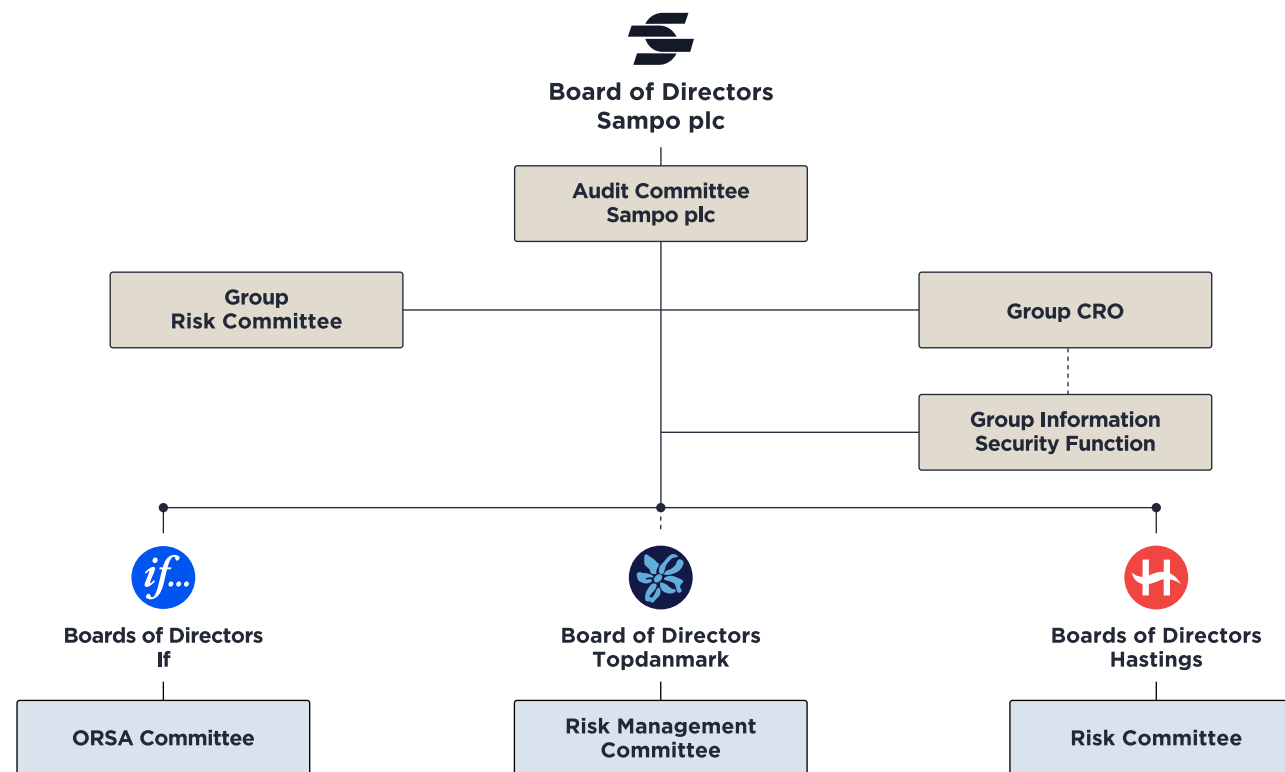 Board of Directors
Sampo plc
Audit Committee
Sampo plc
Group
Risk Committee
Group CRO
Group Information
Security Function
if...
H
Boards of Directors
If
Board of Directors
Topdanmark
Boards of Directors
Hastings
ORSA Committee
Risk Management
Committee
Risk Committee